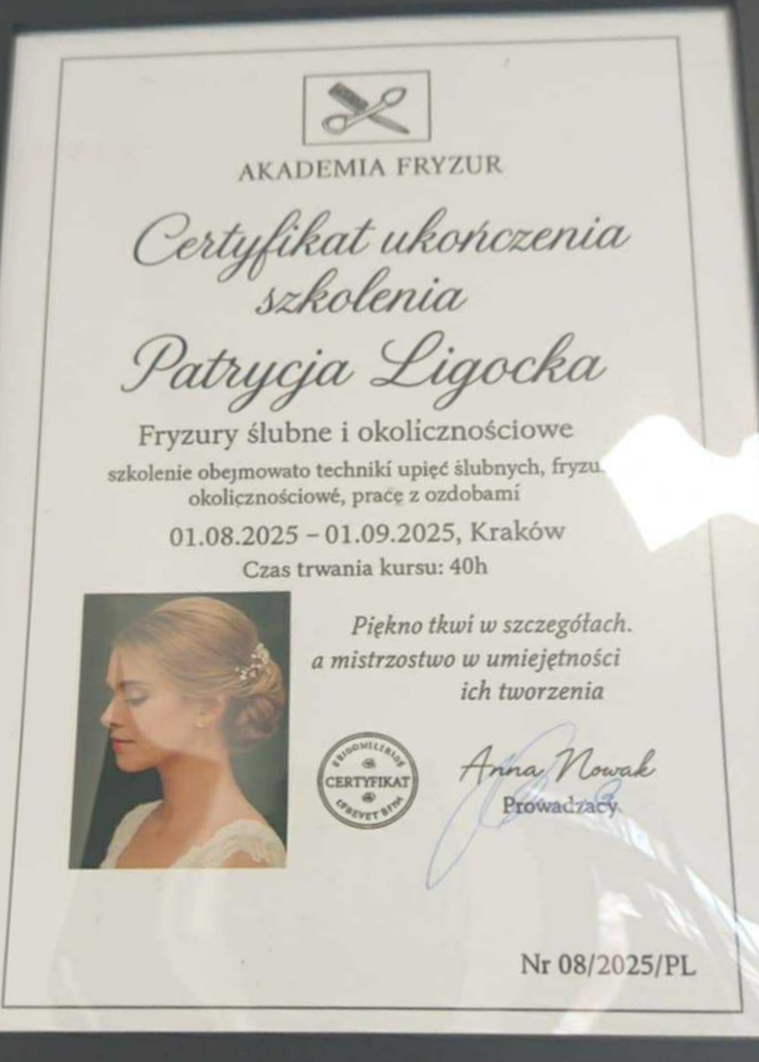 AKADEMIA FRYZUR
Certyfikat ukończenia
szkolenia
Patrycja Ligocka
Fryzury ślubne i okolicznościowe
szkolenie obejmowato techniki upięć ślubnych, fryzu
okolicznościowé, pracę z ozdobami
01.08.2025 – 01.09.2025, Kraków
Czas trwania kursu: 40h
Piękno tkwi w szczegółach.
a mistrzostwo w umiejętności
ich tworzenia
CERTYFIKAT
Anna Nowak
Prowadzący
Nr 08/2025/PL